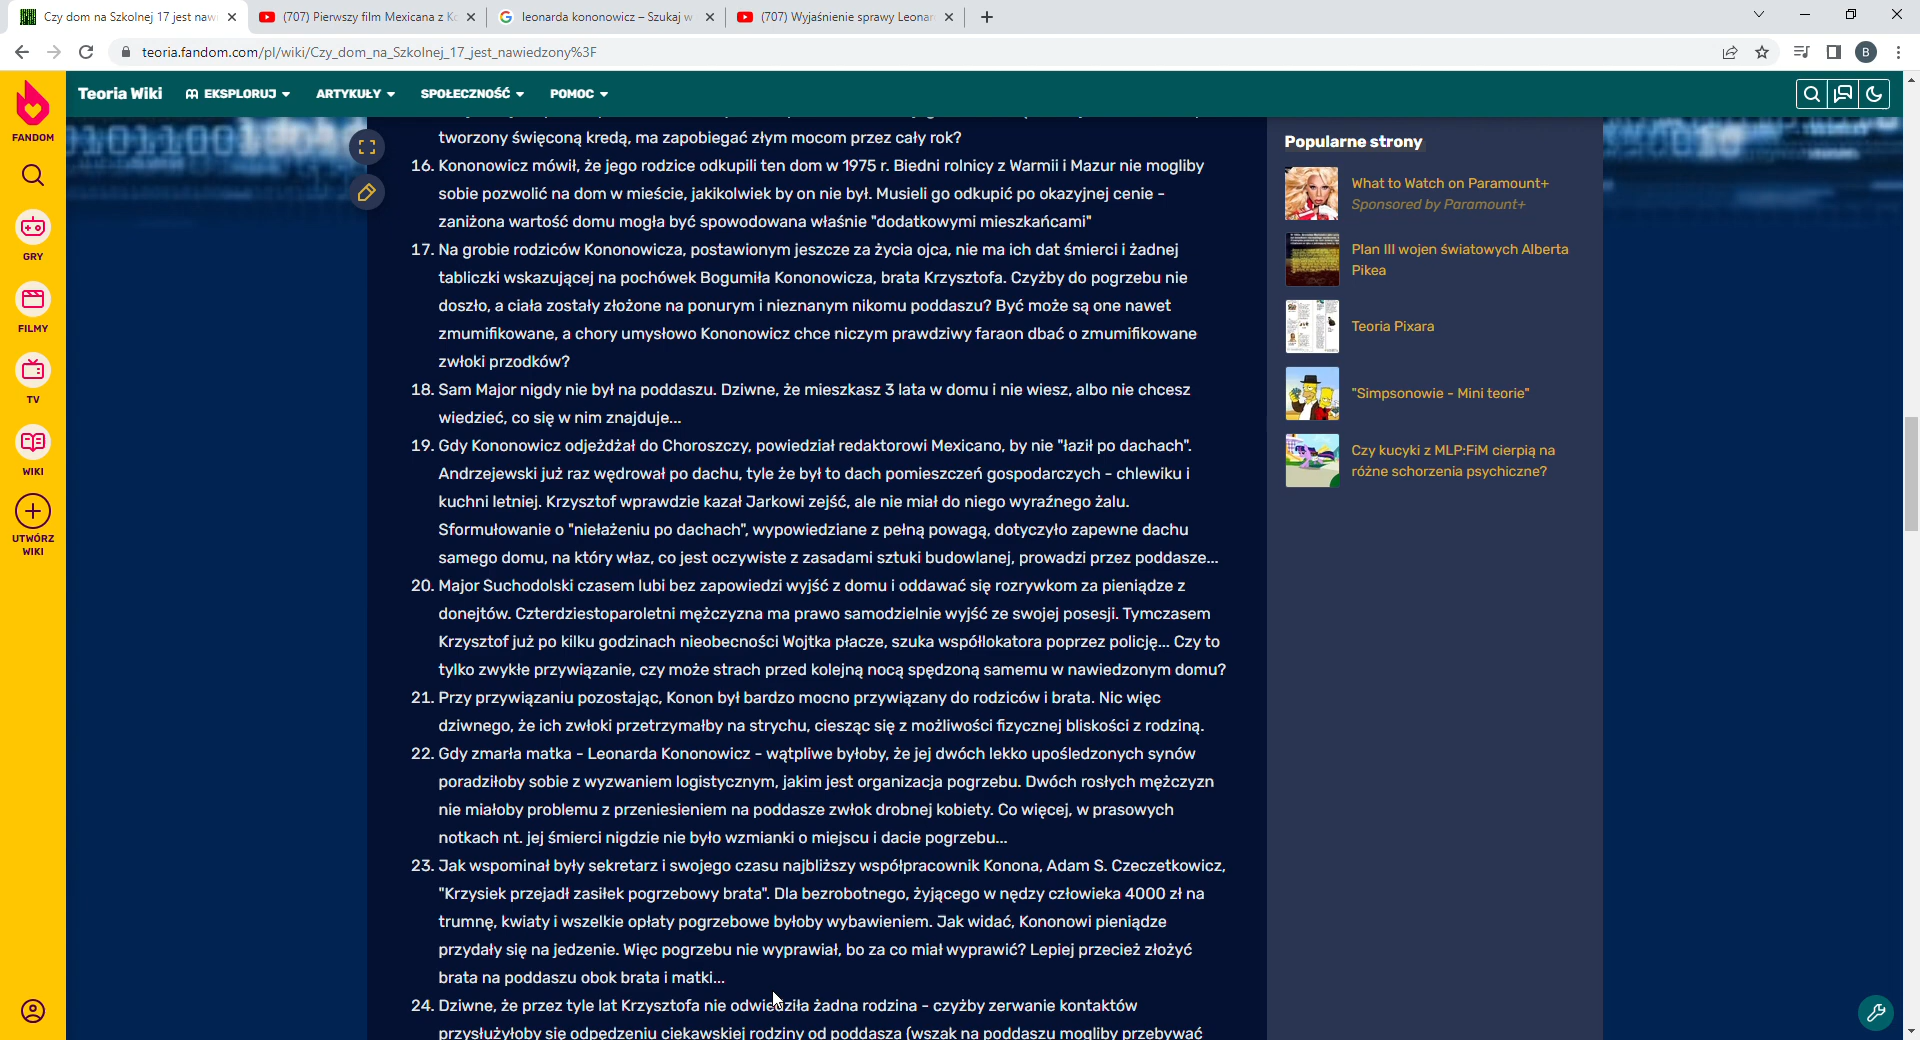 Czy dom na Szkolnej 17 jest naw
(707) Pierwszy film Mexicana z Ko
leonarda kononowicz – Szukaj w
(707) Wyjaśnienie sprawy Leonar
teoria.fandom.com/pl/wiki/Czy_dom_na_Szkolnej_17_jest_nawiedzony%3F
B
FANDOM
GRY
FILMY
TV
WIKI
UTWÓRZ
WIKI
Teoria Wiki
EKSPLORUJ
ARTYKUŁY
SPOŁECZNOŚĆ
POMOC
tworzony święconą kredą, ma zapobiegać złym mocom przez cały rok?
16. Kononowicz mówił, że jego rodzice odkupili ten dom w 1975 r. Biedni rolnicy z Warmii i Mazur nie mogliby
sobie pozwolić na dom w mieście, jakikolwiek by on nie był. Musieli go odkupić po okazyjnej cenie -
zaniżona wartość domu mogła być spowodowana właśnie "dodatkowymi mieszkańcami"
17. Na grobie rodziców Kononowicza, postawionym jeszcze za życia ojca, nie ma ich dat śmierci i żadnej
tabliczki wskazującej na pochówek Bogumiła Kononowicza, brata Krzysztofa. Czyżby do pogrzebu nie
doszło, a ciała zostały złożone na ponurym i nieznanym nikomu poddaszu? Być może są one nawet
zmumifikowane, a chory umysłowo Kononowicz chce niczym prawdziwy faraon dbać o zmumifikowane
zwłoki przodków?
18. Sam Major nigdy nie był na poddaszu. Dziwne, że mieszkasz 3 lata w domu i nie wiesz, albo nie chcesz
wiedzieć, co się w nim znajduje...
19. Gdy Kononowicz odjeżdżał do Choroszczy, powiedział redaktorowi Mexicano, by nie "łaził po dachach".
Andrzejewski już raz wędrował po dachu, tyle że był to dach pomieszczeń gospodarczych - chlewiku i
kuchni letniej. Krzysztof wprawdzie kazał Jarkowi zejść, ale nie miał do niego wyraźnego żalu.
Sformułowanie o "niełażeniu po dachach", wypowiedziane z pełną powagą, dotyczyło zapewne dachu
samego domu, na który właz, co jest oczywiste z zasadami sztuki budowlanej, prowadzi przez poddasze...
20. Major Suchodolski czasem lubi bez zapowiedzi wyjść z domu i oddawać się rozrywkom za pieniądze z
donejtów. Czterdziestoparoletni mężczyzna ma prawo samodzielnie wyjść ze swojej posesji. Tymczasem
Krzysztof już po kilku godzinach nieobecności Wojtka płacze, szuka współlokatora poprzez policję... Czy to
tylko zwykłe przywiązanie, czy może strach przed kolejną nocą spędzoną samemu w nawiedzonym domu?
21. Przy przywiązaniu pozostając, Konon był bardzo mocno przywiązany do rodziców i brata. Nic więc
dziwnego, że ich zwłoki przetrzymałby na strychu, ciesząc się z możliwości fizycznej bliskości z rodziną.
22. Gdy zmarła matka - Leonarda Kononowicz - wątpliwe byłoby, że jej dwóch lekko upośledzonych synów
poradziłoby sobie z wyzwaniem logistycznym, jakim jest organizacja pogrzebu. Dwóch rosłych mężczyzn
nie miałoby problemu z przeniesieniem na poddasze zwłok drobnej kobiety. Co więcej, w prasowych
notkach nt. jej śmierci nigdzie nie było wzmianki o miejscu i dacie pogrzebu...
23. Jak wspominał były sekretarz i swojego czasu najbliższy współpracownik Konona, Adam S. Czeczetkowicz,
"Krzysiek przejadł zasiłek pogrzebowy brata". Dla bezrobotnego, żyjącego w nędzy człowieka 4000 zł na
trumnę, kwiaty i wszelkie opłaty pogrzebowe byłoby wybawieniem. Jak widać, Kononowi pieniądze
przydały się na jedzenie. Więc pogrzebu nie wyprawiał, bo za co miał wyprawić? Lepiej przecież złożyć
brata na poddaszu obok brata i matki...
24. Dziwne, że przez tyle lat Krzysztofa nie odwiedziła żadna rodzina - czyżby zerwanie kontaktów
przysłużyłoby się odpędzeniu ciekawskiej rodziny od poddasza (wszak na poddaszu mogliby przebywać
Popularne strony
What to Watch on Paramount+
Sponsored by Paramount+
Plan III wojen światowych Alberta
Pikea
Teoria Pixara
"Simpsonowie - Mini teorie"
Czy kucyki z MLP:FiM cierpią na
różne schorzenia psychiczne?